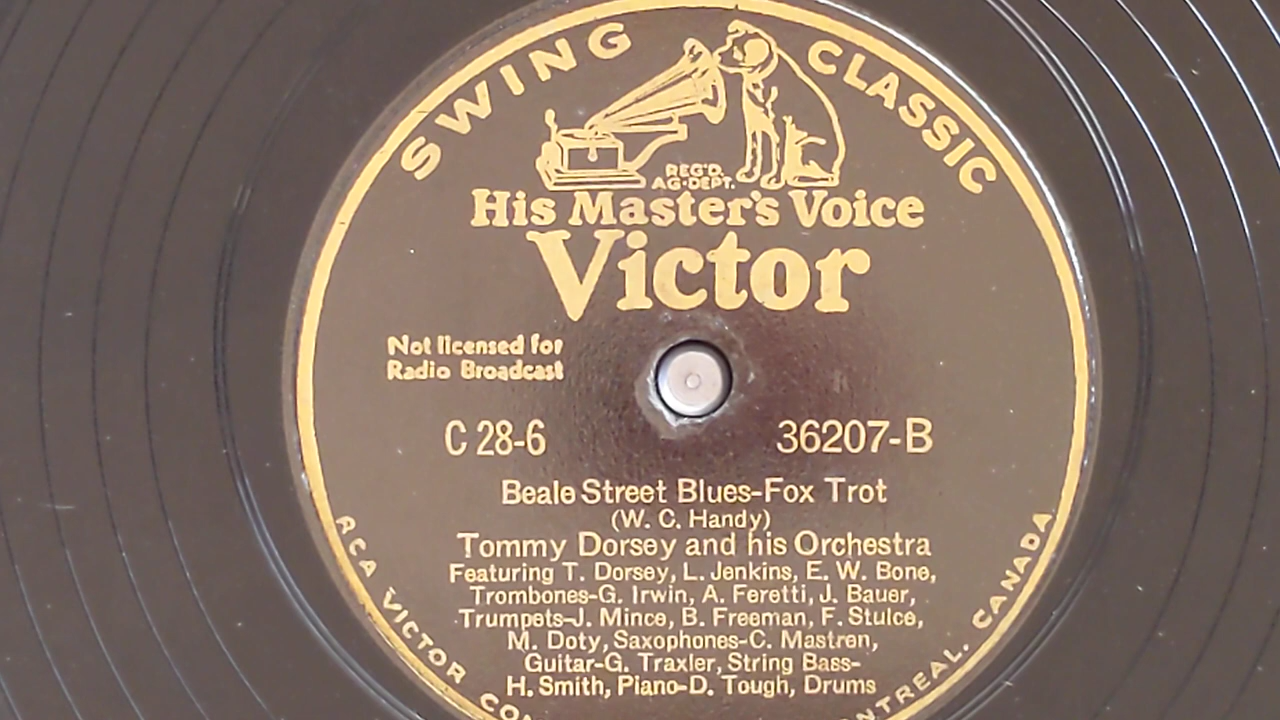 SWING CLASSIC
REG'D.
AG·DEPT.
His Master's Voice
Victor
Not licensed for
Radio Broadcast
C 28-6
36207-B
Beale Street Blues-Fox Trot
(W. C. Handy)
Tommy Dorsey and his Orchestra
Featuring T. Dorsey, L. Jenkins, E. W. Bone,
Trombones-G. Irwin, A. Feretti, J. Bauer,
Trumpets-J. Mince, B. Freeman, F. Stulce,
M. Doty, Saxophones-C. Mastren,
Guitar-G. Traxler, String Bass-
H. Smith, Piano-D. Tough, Drums
RCA VICTOR
CANADA